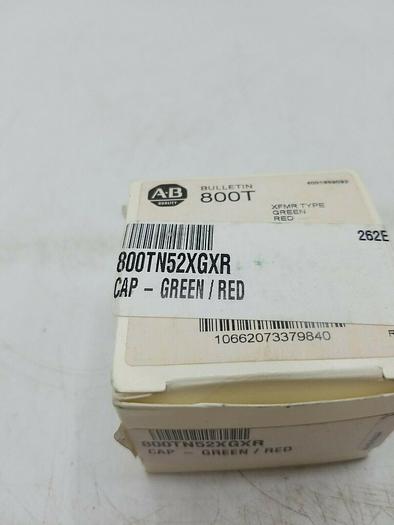 A·B
QUALITY
BULLETIN
800T
XFMR TYPE
GREEN
RED
262E
800TN52XGXR
CAP - GREEN / RED
10662073379840
800TN52XGXR
CAP - GREEN / RED